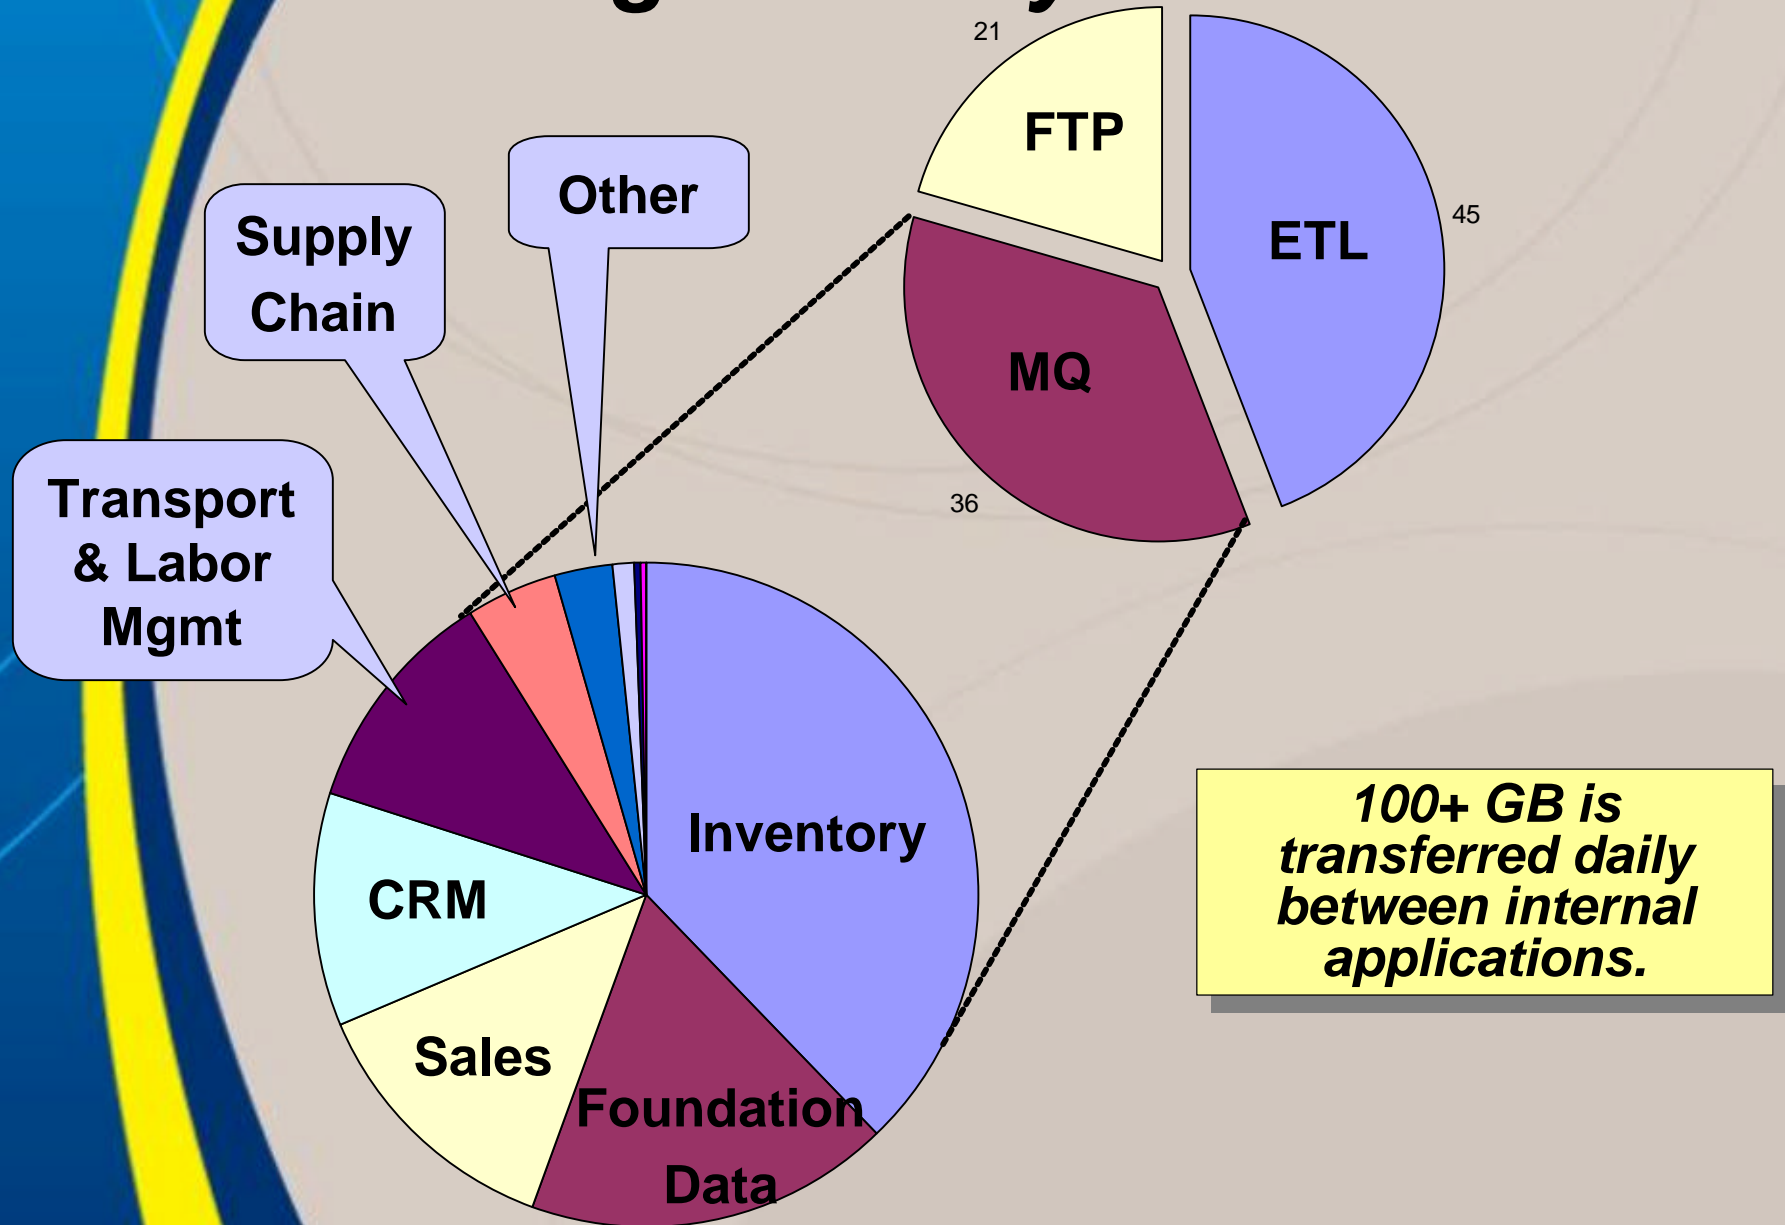 21
FTP
ETL
45
MQ
36
Other
Supply
Chain
Transport
& Labor
Mgmt
Inventory
CRM
Sales
Foundation
Data
100+ GB is
transferred daily
between internal
applications.